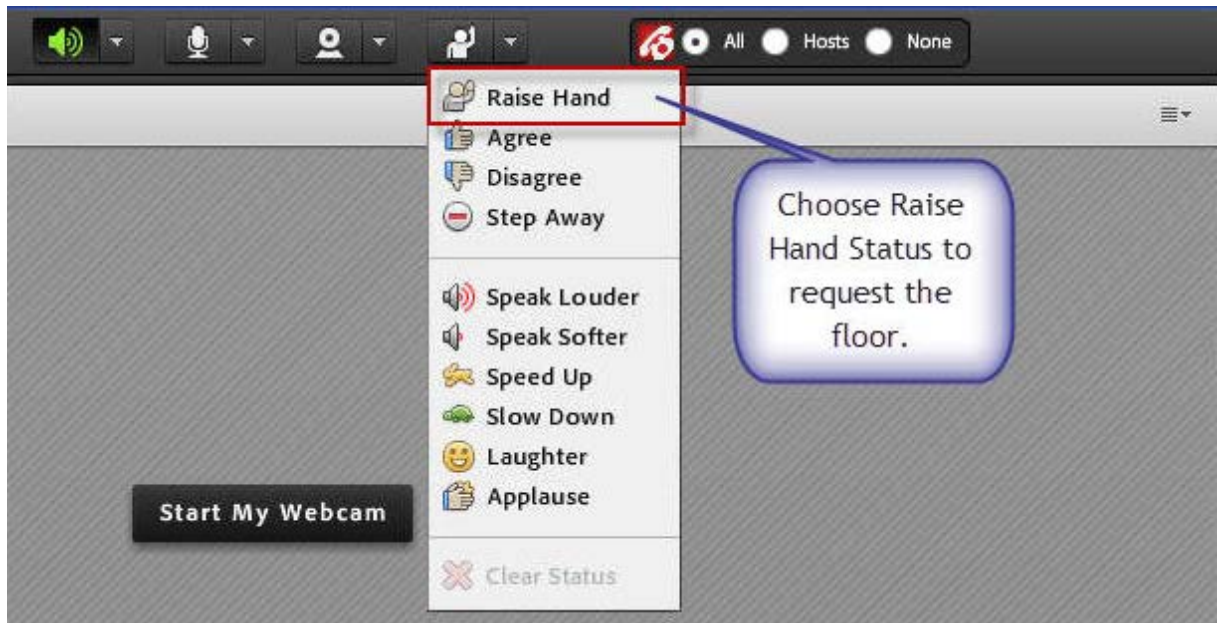 All Hosts None
Raise Hand
Agree
Disagree
Step Away
Speak Louder
Speak Softer
Speed Up
Slow Down
Laughter
Applause
Clear Status
Choose Raise
Hand Status to
request the
floor.
Start My Webcam